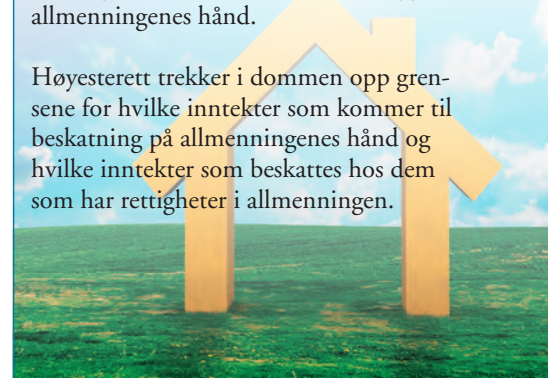 allmenningenes hånd.
Høyesterett trekker i dommen opp gren-
sene for hvilke inntekter som kommer til
beskatning på allmenningenes hånd og
hvilke inntekter som beskattes hos dem
som har rettigheter i allmenningen.